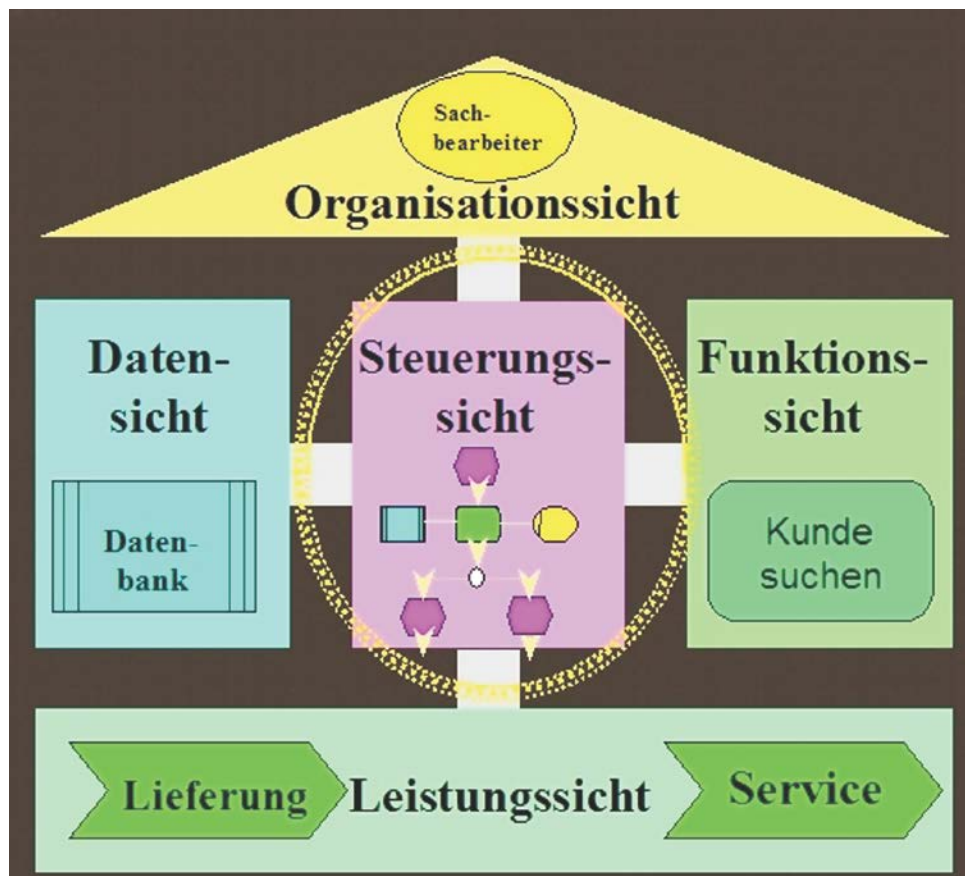 Sach-
bearbeiter
Organisationssicht
Daten-
sicht
Daten-
bank
Steuerungs-
sicht
Funktions-
sicht
Kunde
suchen
Lieferung
Leistungssicht
Service